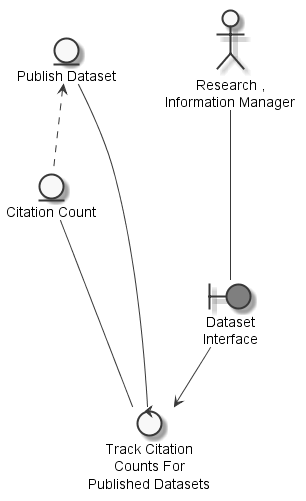 Publish Dataset
Research ,
Information Manager
Citation Count
Dataset
Interface
Track Citation
Counts For
Published Datasets